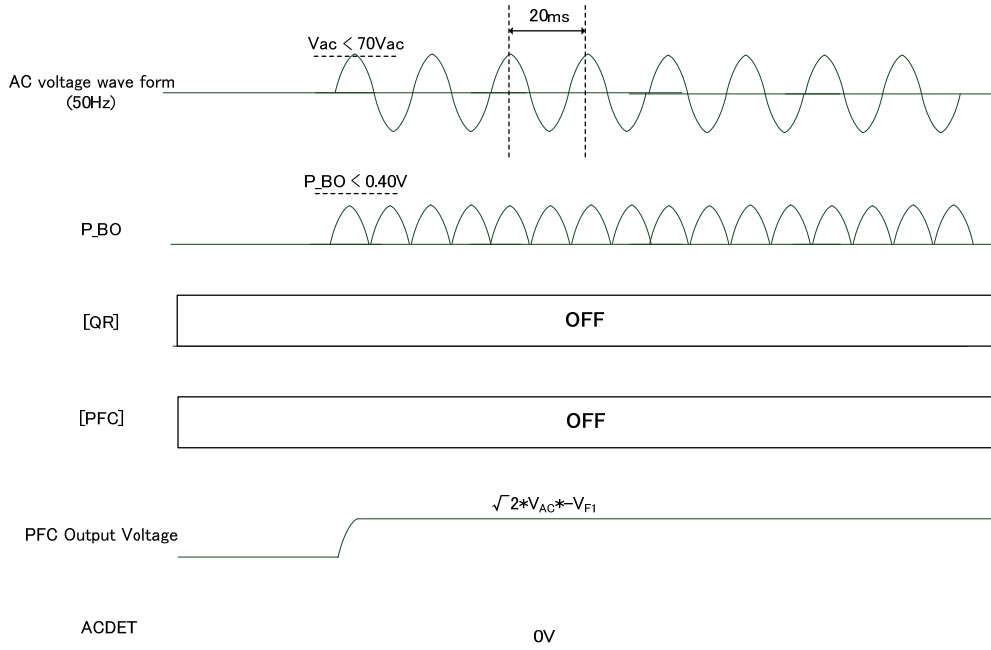 20ms
Vac < 70Vac
AC voltage wave form
(50Hz)
P_BO < 0.40V
P_BO
[QR]
OFF
[PFC]
OFF
√2*VAC*-VF1
PFC Output Voltage
ACDET
0V